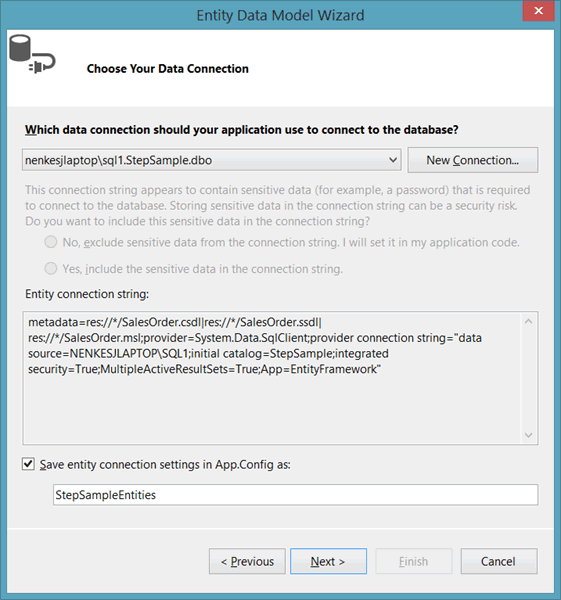 Entity Data Model Wizard
Choose Your Data Connection
Which data connection should your application use to connect to the database?
nenkesjlaptop\sql1.StepSample.dbo
New Connection...
This connection string appears to contain sensitive data (for example, a password) that is required
to connect to the database. Storing sensitive data in the connection string can be a security risk.
Do you want to include this sensitive data in the connection string?
No, exclude sensitive data from the connection string. I will set it in my application code.
Yes, include the sensitive data in the connection string.
Entity connection string:
metadata=res://*/SalesOrder.csdl|res://*/SalesOrder.ssdl|
res://*/SalesOrder.msl;provider=System.Data.SqlClient;provider connection string="data
source=NENKESJLAPTOP\SQL1;initial catalog=StepSample;integrated
security=True;MultipleActiveResultSets=True;App=EntityFramework"
Save entity connection settings in App.Config as:
StepSampleEntities
< Previous
Next >
Finish
Cancel